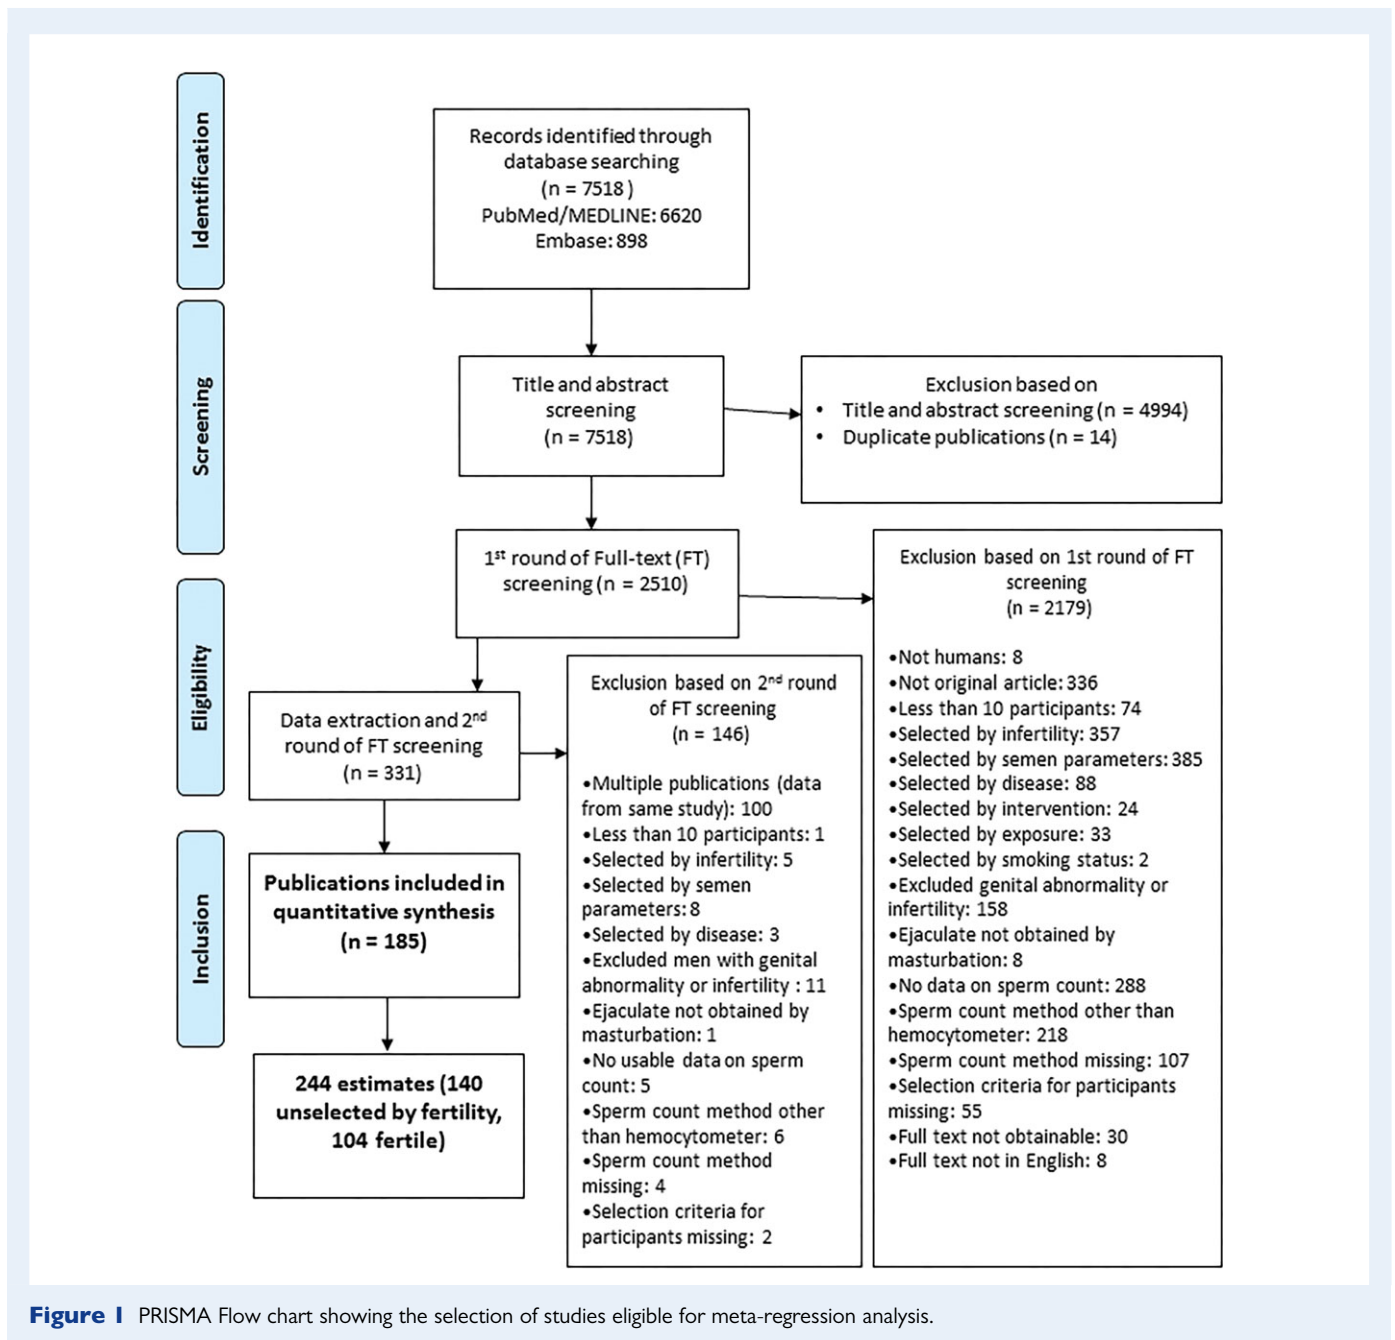 Identification
Records identified through
database searching
(n = 7518 )
PubMed/MEDLINE: 6620
Embase: 898
Screening
Title and abstract
screening
(n = 7518)
Exclusion based on
• Title and abstract screening (n = 4994)
• Duplicate publications (n = 14)
1st round of Full-text (FT)
screening (n = 2510)
Exclusion based on 1st round of FT
screening
(n = 2179)
•Not humans: 8
•Not original article: 336
•Less than 10 participants: 74
•Selected by infertility: 357
•Selected by semen parameters: 385
•Selected by disease: 88
•Selected by intervention: 24
•Selected by exposure: 33
•Selected by smoking status: 2
•Excluded genital abnormality or
infertility: 158
•Ejaculate not obtained by
masturbation: 8
•No data on sperm count: 288
•Sperm count method other than
hemocytometer: 218
•Sperm count method missing: 107
•Selection criteria for participants
missing: 55
•Full text not obtainable: 30
•Full text not in English: 8
Eligibility
Data extraction and 2nd
round of FT screening
(n = 331)
Exclusion based on 2nd round
of FT screening
(n = 146)
•Multiple publications (data
from same study): 100
•Less than 10 participants: 1
•Selected by infertility: 5
•Selected by semen
parameters: 8
•Selected by disease: 3
•Excluded men with genital
abnormality or infertility : 11
•Ejaculate not obtained by
masturbation: 1
•No usable data on sperm
count: 5
•Sperm count method other
than hemocytometer: 6
•Sperm count method
missing: 4
•Selection criteria for
participants missing: 2
Inclusion
Publications included in
quantitative synthesis
(n = 185)
244 estimates (140
unselected by fertility,
104 fertile)
Figure 1 PRISMA Flow chart showing the selection of studies eligible for meta-regression analysis.